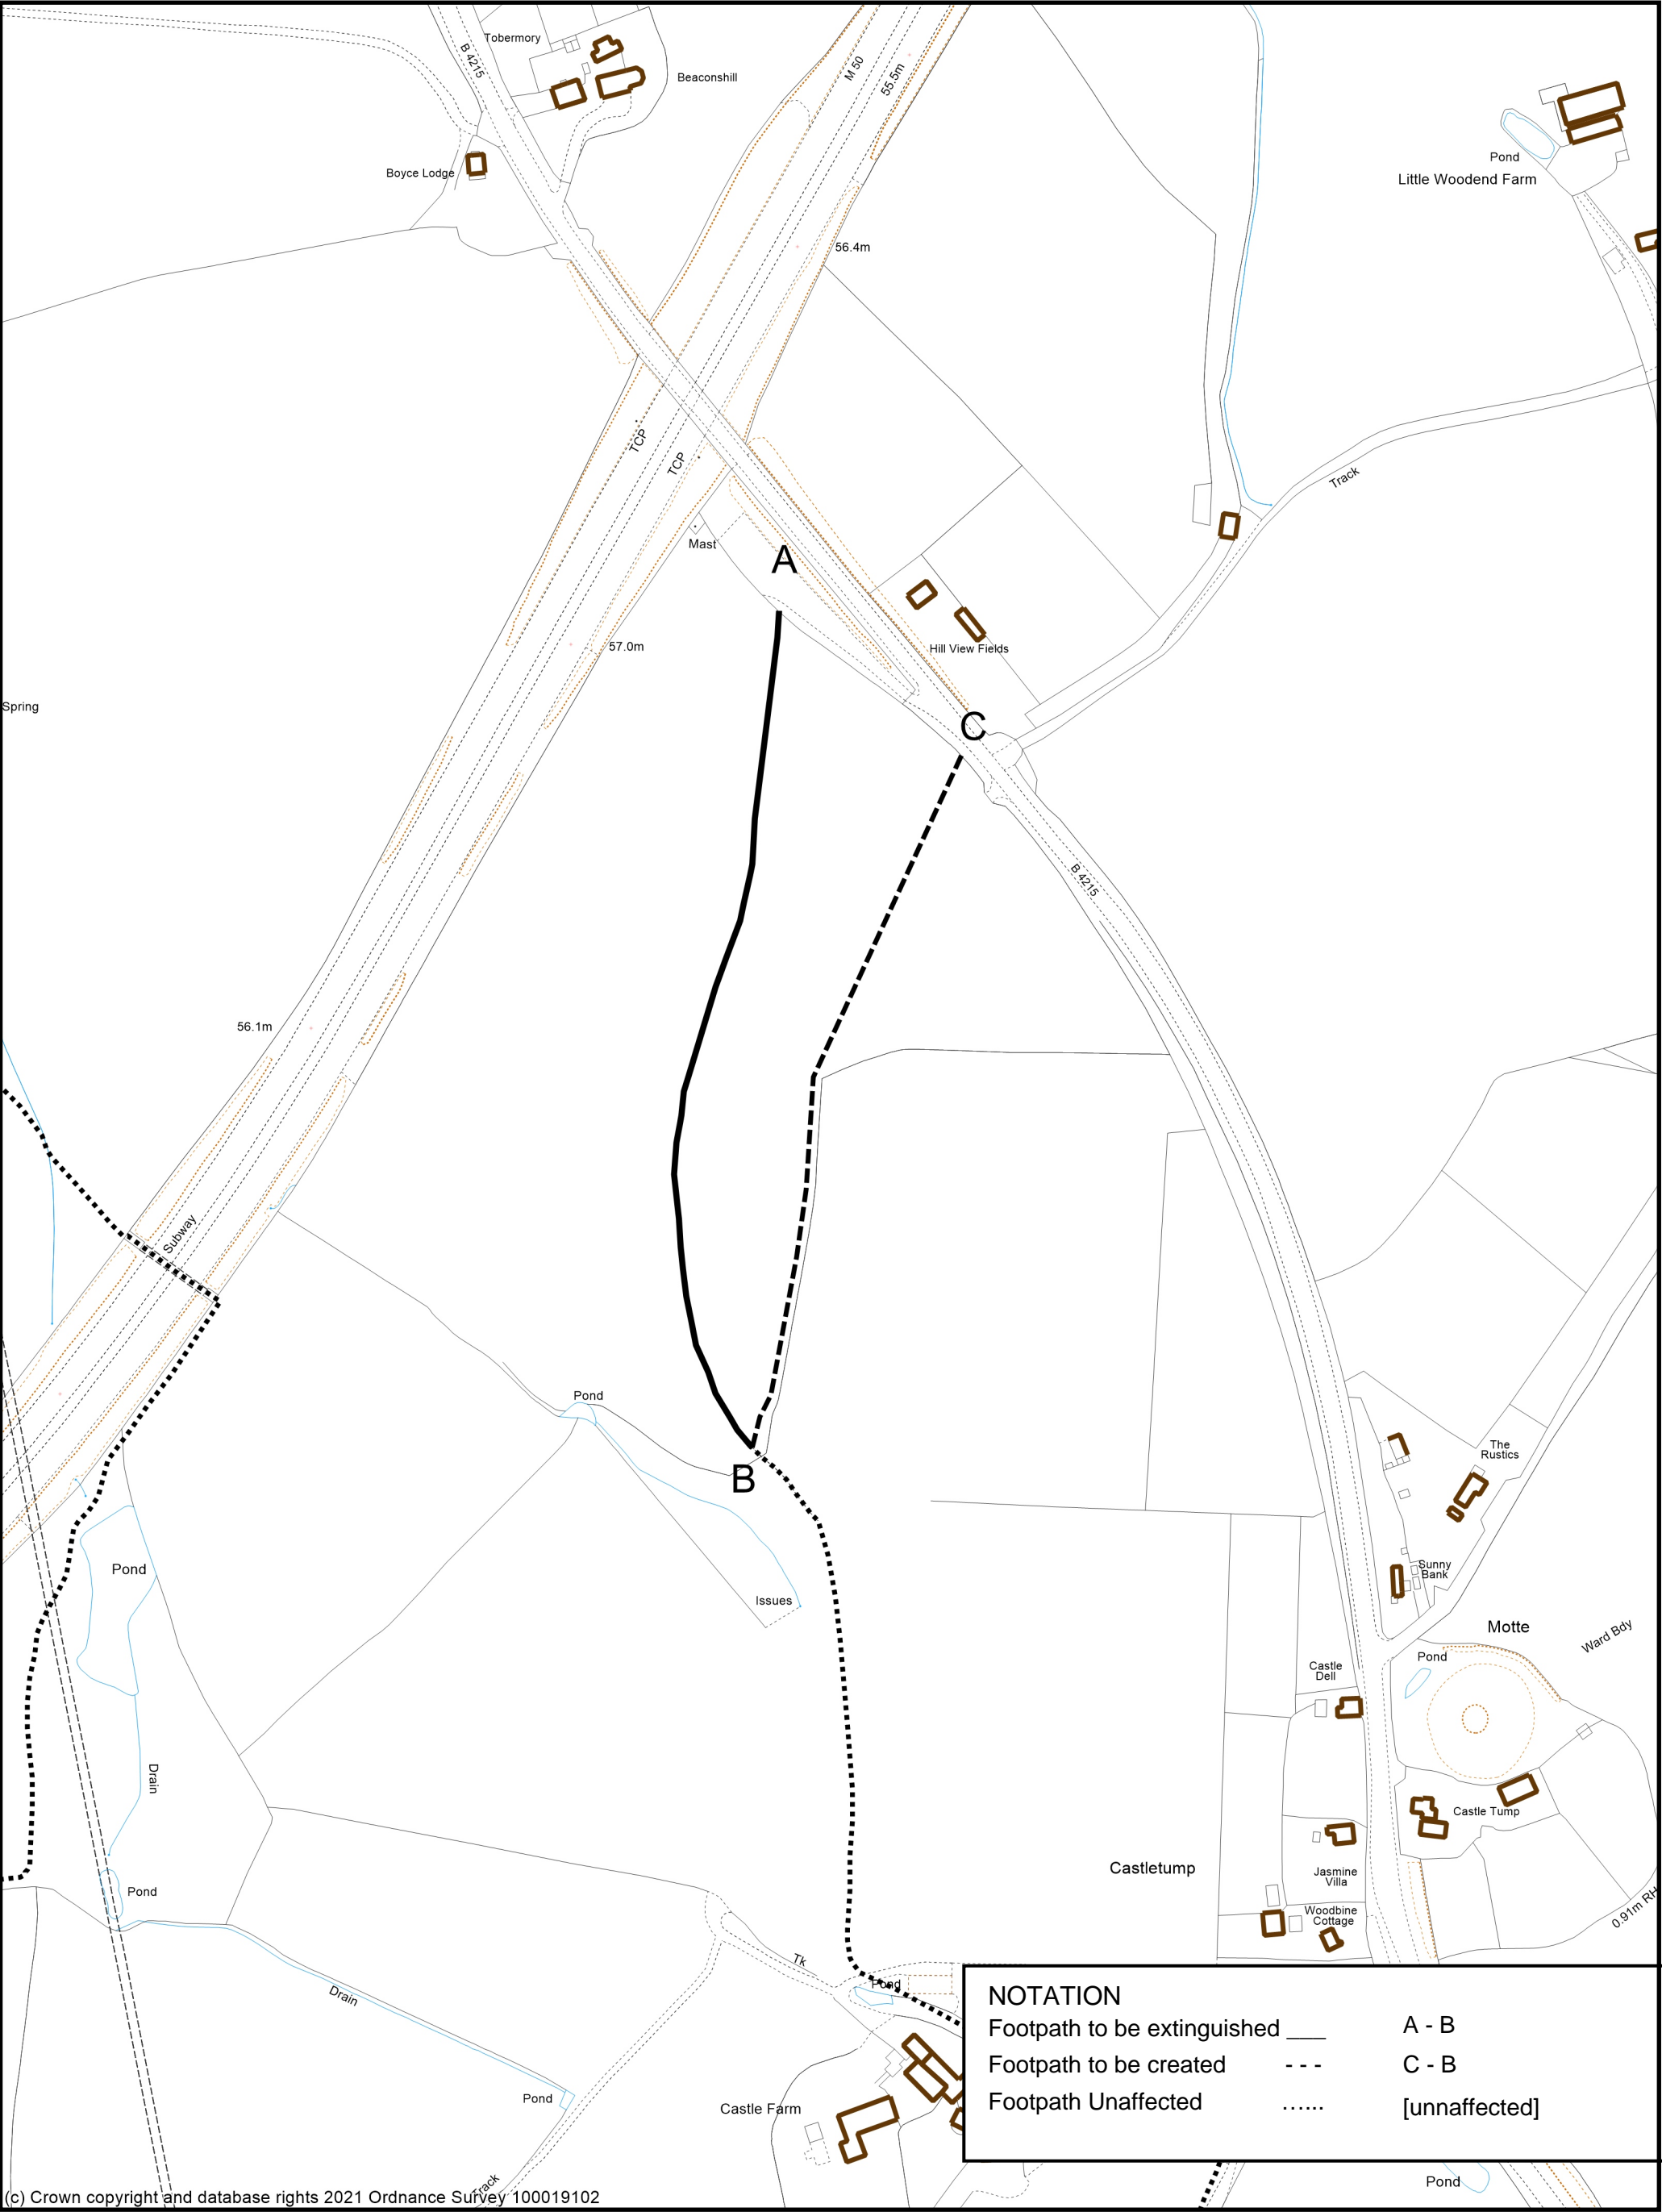 Tobermory
B 4215
Beaconshill
M 50
55.5m
Boyce Lodge
Pond
Little Woodend Farm
56.4m
TCP
TCP
Track
Mast
A
57.0m
Hill View Fields
Spring
C
B 4215
56.1m
Subway
Pond
B
The
Rustics
Pond
Issues
Sunny
Bank
Motte
Ward Bdy
Pond
Castle
Dell
Drain
Castle Tump
Castletump
Jasmine
Villa
Pond
Woodbine
Cottage
0.91m RH
Tk
Pond
Drain
NOTATION
Footpath to be extinguished ___ A - B
Footpath to be created - - - C - B
Footpath Unaffected …... [unnaffected]
Pond
Castle Farm
Track
Pond
(c) Crown copyright and database rights 2021 Ordnance Survey 100019102